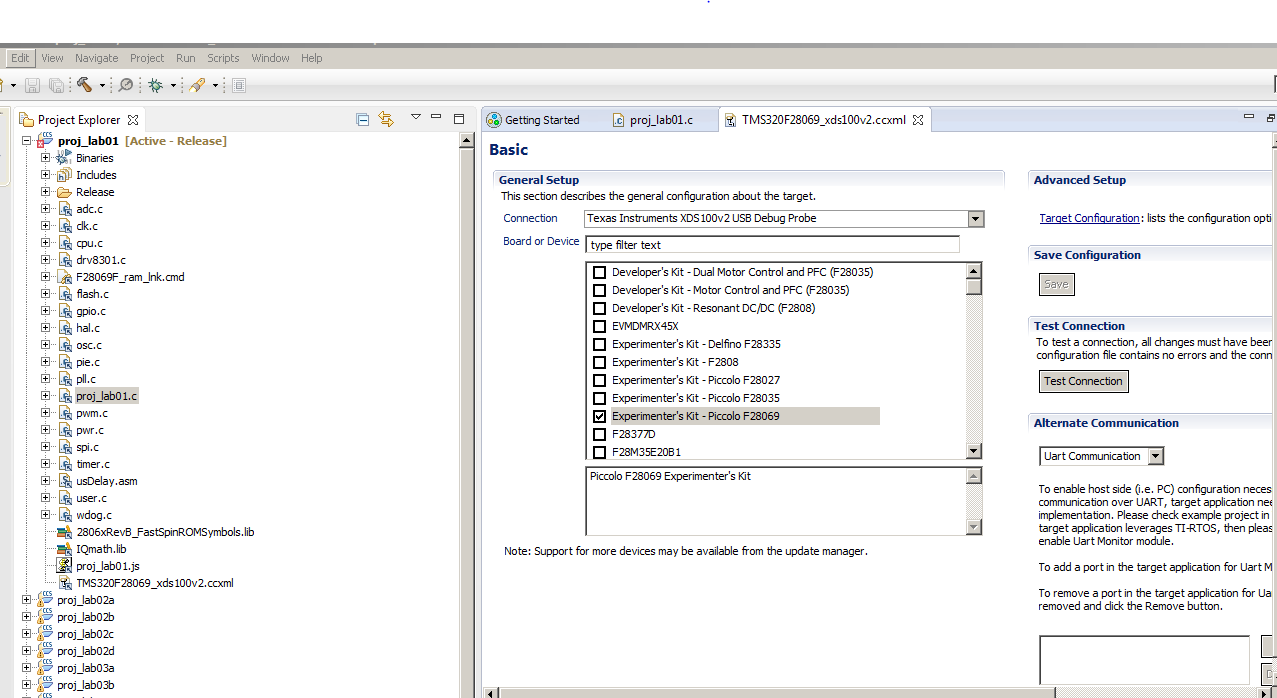 Edit View Navigate Project Run Scripts Window Help
Project Explorer
Getting Started
proj_lab01.c
TMS320F28069_xds100v2.ccxml
proj_lab01 [Active - Release]
Binaries
Includes
Release
adc.c
clk.c
cpu.c
drv8301.c
F28069F_ram_lnk.cmd
flash.c
gpio.c
hal.c
osc.c
pie.c
pll.c
proj_lab01.c
pwm.c
pwr.c
spi.c
timer.c
usDelay.asm
user.c
wdog.c
2806xRevB_FastSpinROMSymbols.lib
IQmath.lib
proj_lab01.js
TMS320F28069_xds100v2.ccxml
proj_lab02a
proj_lab02b
proj_lab02c
proj_lab02d
proj_lab03a
proj_lab03b
Basic
General Setup
This section describes the general configuration about the target.
Connection
Texas Instruments XDS100v2 USB Debug Probe
Board or Device
type filter text
Developer's Kit - Dual Motor Control and PFC (F28035)
Developer's Kit - Motor Control and PFC (F28035)
Developer's Kit - Resonant DC/DC (F2808)
EVMDMRX45X
Experimenter's Kit - Delfino F28335
Experimenter's Kit - F2808
Experimenter's Kit - Piccolo F28027
Experimenter's Kit - Piccolo F28035
Experimenter's Kit - Piccolo F28069
F28377D
F28M35E20B1
Piccolo F28069 Experimenter's Kit
Note: Support for more devices may be available from the update manager.
Advanced Setup
Target Configuration: lists the configuration opti
Save Configuration
Save
Test Connection
To test a connection, all changes must have been
configuration file contains no errors and the conn
Test Connection
Alternate Communication
Uart Communication
To enable host side (i.e. PC) configuration neces
communication over UART, target application nee
implementation. Please check example project in
target application leverages TI-RTOS, then pleas
enable Uart Monitor module.
To add a port in the target application for Uart M
To remove a port in the target application for Ua
removed and click the Remove button.